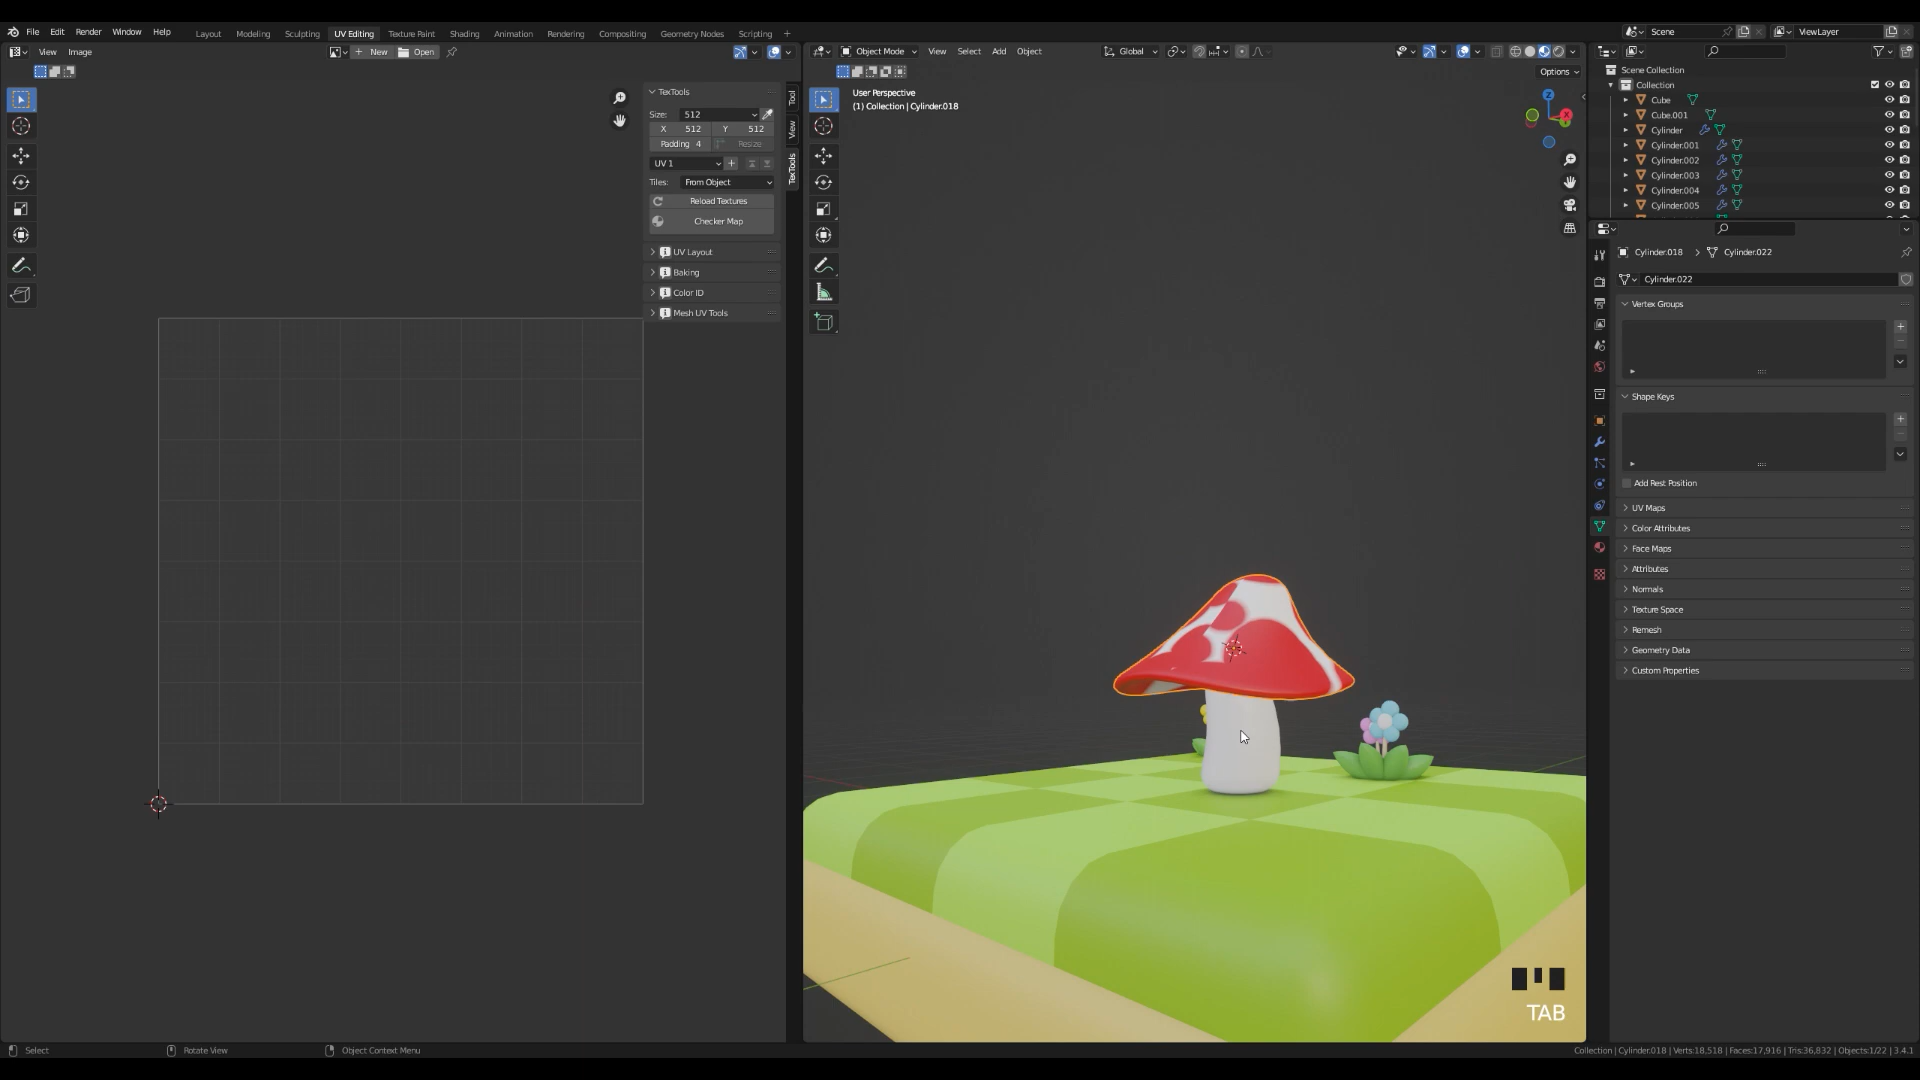 File Edit Render Window Help Layout Modeling Sculpting UV Editing Texture Paint Shading Animation Rendering Compositing Geometry Nodes Scripting + Scene ViewLayer
View Image New Open
Object Mode View Select Add Object Global
Options
TexTools
Size: 512
X 512 Y 512
Padding 4 Resize
UV 1
Tiles: From Object
Reload Textures
Checker Map
UV Layout
Baking
Color ID
Mesh UV Tools
Tool
View
TexTools
User Perspective
(1) Collection | Cylinder.018
Z
X
TAB
Scene Collection
Collection
Cube
Cube.001
Cylinder
Cylinder.001
Cylinder.002
Cylinder.003
Cylinder.004
Cylinder.005
Cylinder.018 > Cylinder.022
Cylinder.022
Vertex Groups
Shape Keys
Add Rest Position
UV Maps
Color Attributes
Face Maps
Attributes
Normals
Texture Space
Remesh
Geometry Data
Custom Properties
Select Rotate View Object Context Menu
Collection | Cylinder.018 | Verts:18,518 | Faces:17,916 | Tris:36,832 | Objects:1/22 | 3.4.1